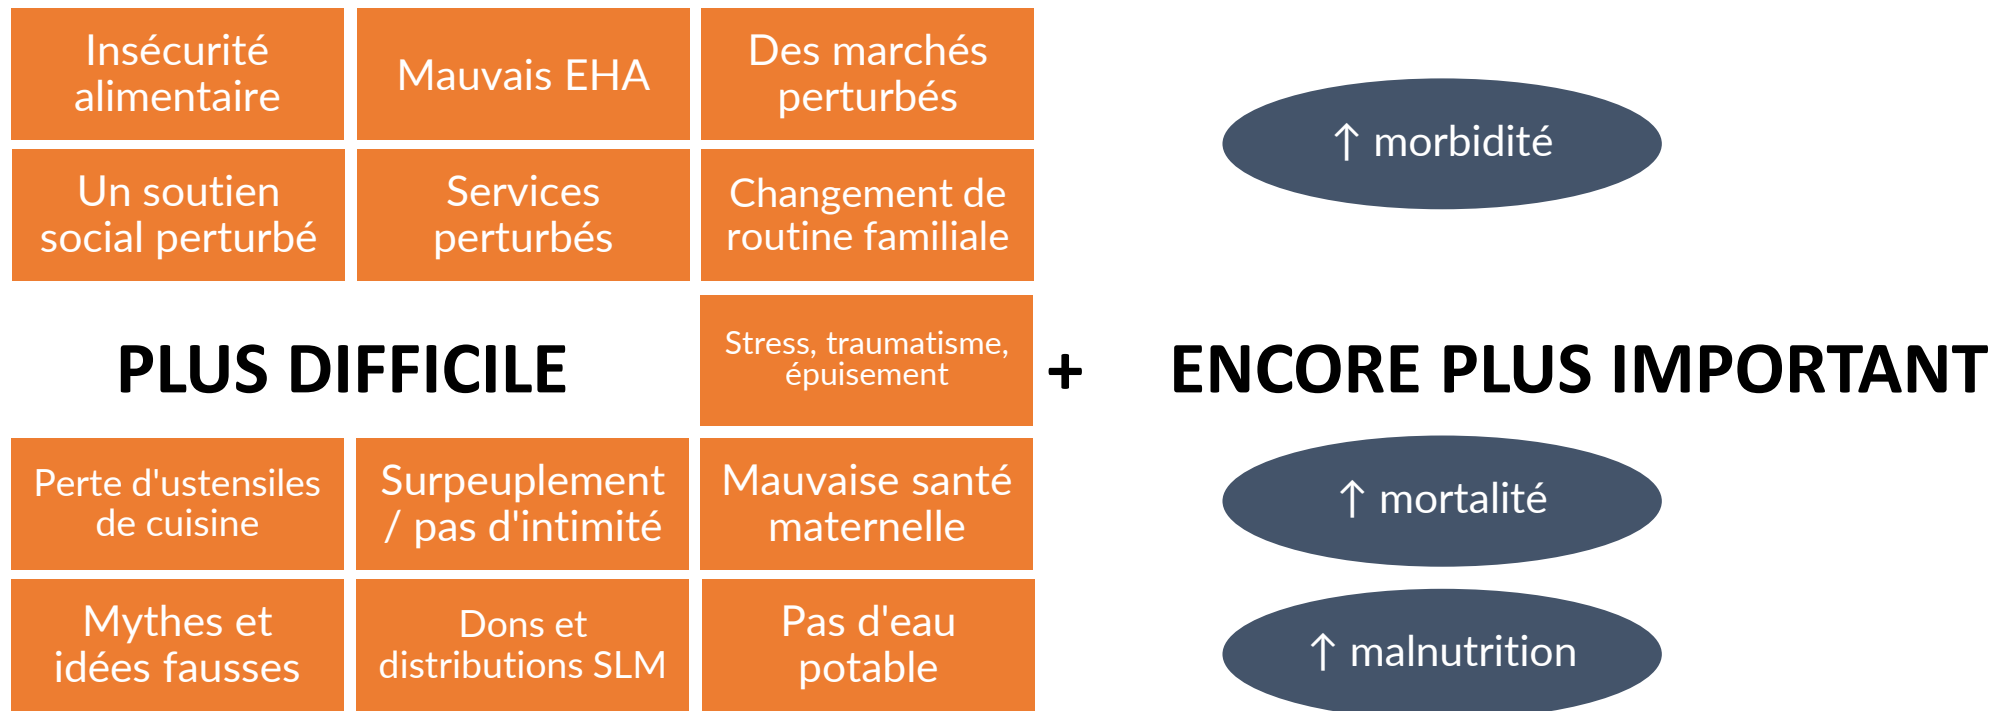 Insécurité
alimentaire
Mauvais EHA
Des marchés
perturbés
↑ morbidité
Un soutien
social perturbé
Services
perturbés
Changement de
routine familiale
PLUS DIFFICILE
Stress, traumatisme,
épuisement
+
ENCORE PLUS IMPORTANT
Perte d'ustensiles
de cuisine
Surpeuplement
/ pas d'intimité
Mauvaise santé
maternelle
↑ mortalité
Mythes et
idées fausses
Dons et
distributions SLM
Pas d'eau
potable
↑ malnutrition